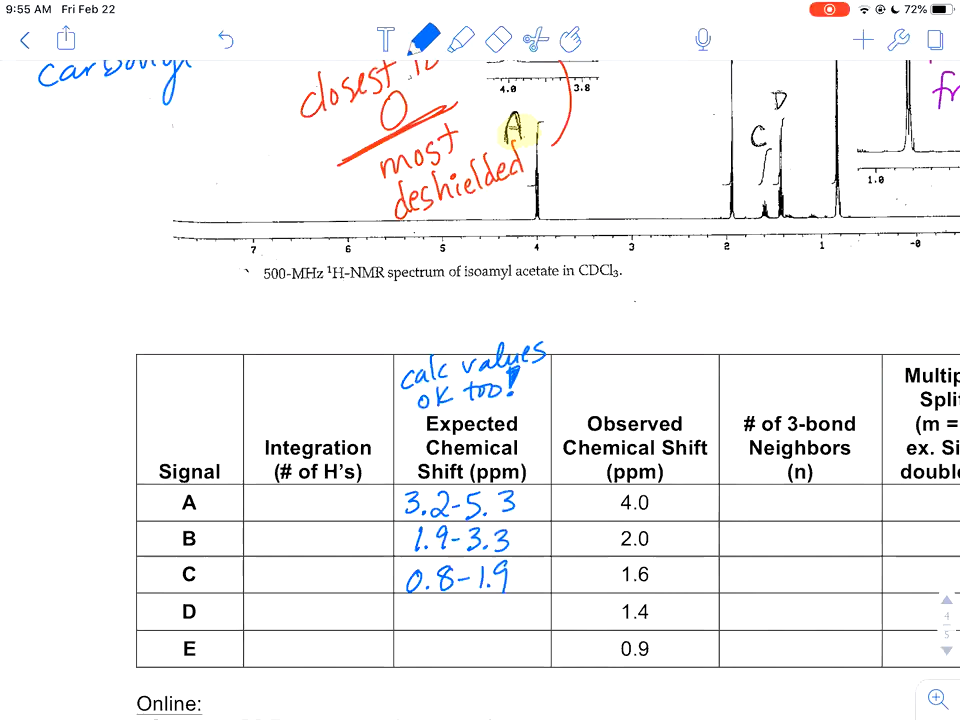 9:55 AM Fri Feb 22
72%
T
carbonyl
closest to
O
most
deshielded
4.0 3.8
A
C
D
1.0
7 6 5 4 3 2 1 -0
500-MHz ¹H-NMR spectrum of isoamyl acetate in CDCl₃.
calc values
ok too!
Signal
Integration
(# of H's)
Expected
Chemical
Shift (ppm)
Observed
Chemical Shift
(ppm)
# of 3-bond
Neighbors
(n)
(m =
ex. Si
A 3.2-5.3 4.0
B 1.9-3.3 2.0
C 0.8-1.9 1.6
D 1.4
E 0.9
4
5
Online: